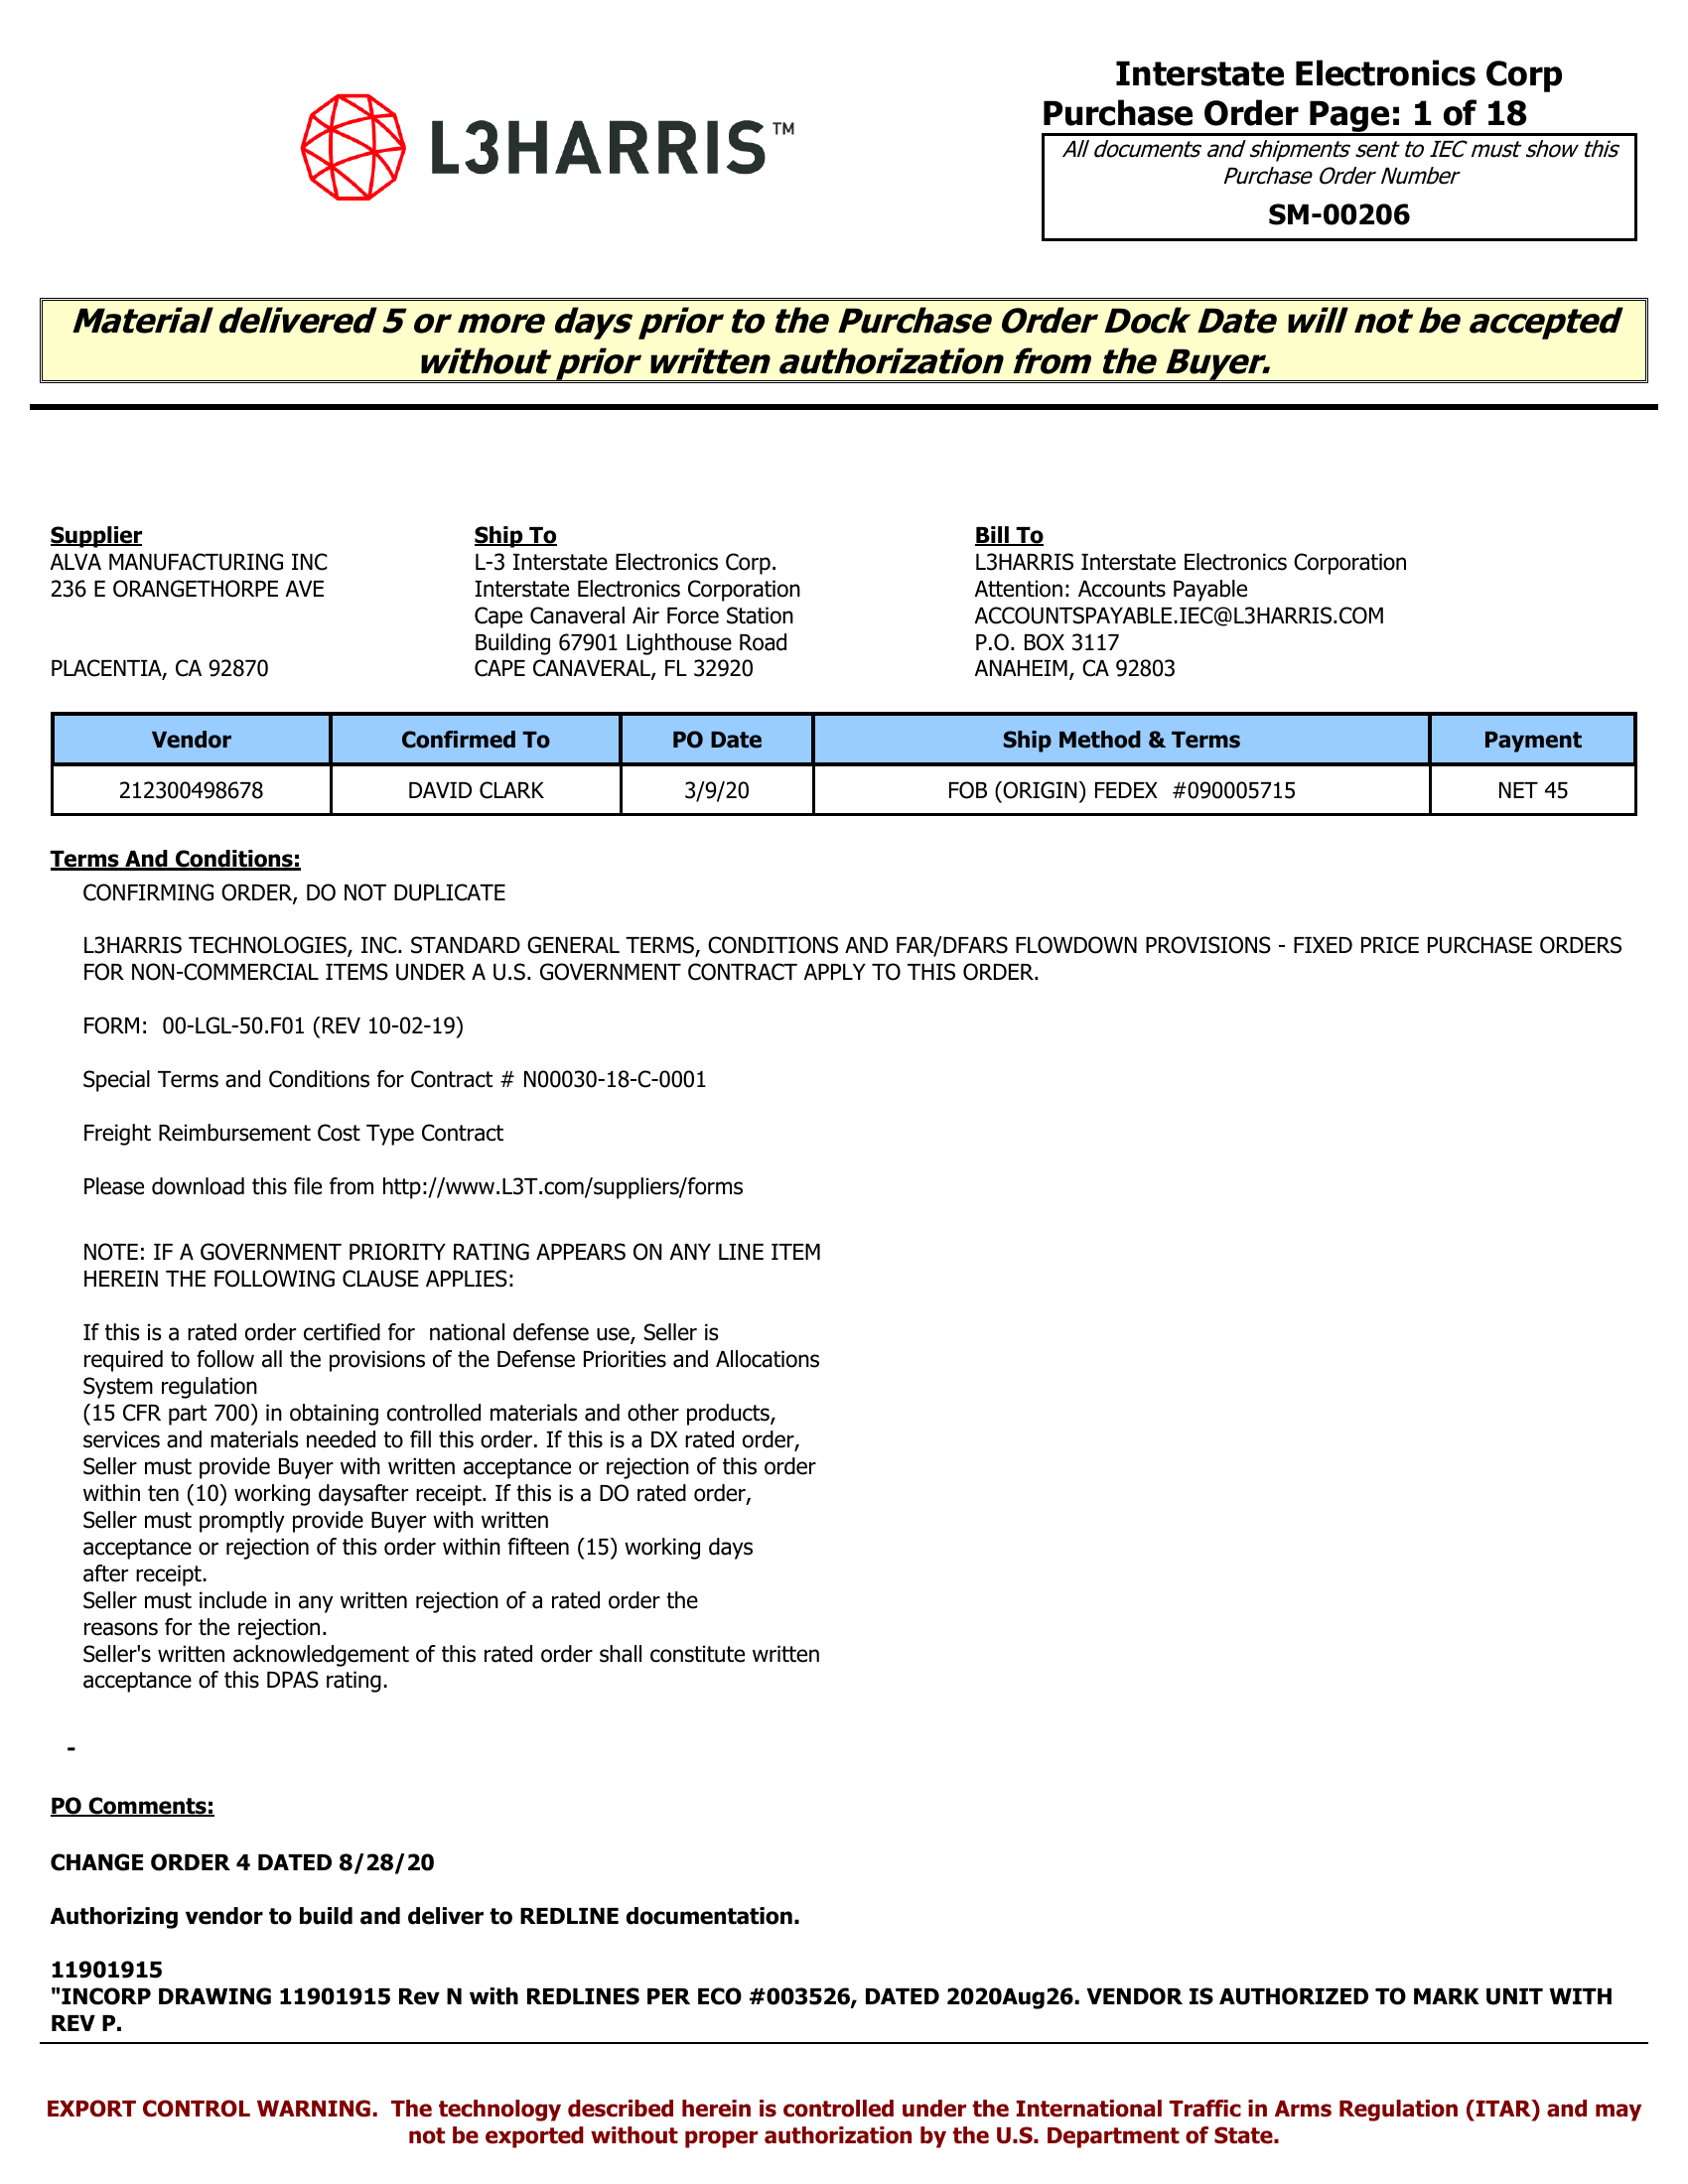 Interstate Electronics Corp
L3HARRIS™
Purchase Order Page: 1 of 18
All documents and shipments sent to IEC must show this
Purchase Order Number
SM-00206
Material delivered 5 or more days prior to the Purchase Order Dock Date will not be accepted
without prior written authorization from the Buyer.
Supplier
ALVA MANUFACTURING INC
236 E ORANGETHORPE AVE
PLACENTIA, CA 92870
Ship To
L-3 Interstate Electronics Corp.
Interstate Electronics Corporation
Cape Canaveral Air Force Station
Building 67901 Lighthouse Road
CAPE CANAVERAL, FL 32920
Bill To
L3HARRIS Interstate Electronics Corporation
Attention: Accounts Payable
ACCOUNTSPAYABLE.IEC@L3HARRIS.COM
P.O. BOX 3117
ANAHEIM, CA 92803
Vendor Confirmed To PO Date Ship Method & Terms Payment
212300498678 DAVID CLARK 3/9/20 FOB (ORIGIN) FEDEX  #090005715 NET 45
Terms And Conditions:
CONFIRMING ORDER, DO NOT DUPLICATE
L3HARRIS TECHNOLOGIES, INC. STANDARD GENERAL TERMS, CONDITIONS AND FAR/DFARS FLOWDOWN PROVISIONS - FIXED PRICE PURCHASE ORDERS
FOR NON-COMMERCIAL ITEMS UNDER A U.S. GOVERNMENT CONTRACT APPLY TO THIS ORDER.
FORM:  00-LGL-50.F01 (REV 10-02-19)
Special Terms and Conditions for Contract # N00030-18-C-0001
Freight Reimbursement Cost Type Contract
Please download this file from http://www.L3T.com/suppliers/forms
NOTE: IF A GOVERNMENT PRIORITY RATING APPEARS ON ANY LINE ITEM
HEREIN THE FOLLOWING CLAUSE APPLIES:
If this is a rated order certified for  national defense use, Seller is
required to follow all the provisions of the Defense Priorities and Allocations
System regulation
(15 CFR part 700) in obtaining controlled materials and other products,
services and materials needed to fill this order. If this is a DX rated order,
Seller must provide Buyer with written acceptance or rejection of this order
within ten (10) working daysafter receipt. If this is a DO rated order,
Seller must promptly provide Buyer with written
acceptance or rejection of this order within fifteen (15) working days
after receipt.
Seller must include in any written rejection of a rated order the
reasons for the rejection.
Seller's written acknowledgement of this rated order shall constitute written
acceptance of this DPAS rating.
-
PO Comments:
CHANGE ORDER 4 DATED 8/28/20
Authorizing vendor to build and deliver to REDLINE documentation.
11901915
"INCORP DRAWING 11901915 Rev N with REDLINES PER ECO #003526, DATED 2020Aug26. VENDOR IS AUTHORIZED TO MARK UNIT WITH
REV P.
EXPORT CONTROL WARNING.  The technology described herein is controlled under the International Traffic in Arms Regulation (ITAR) and may
not be exported without proper authorization by the U.S. Department of State.